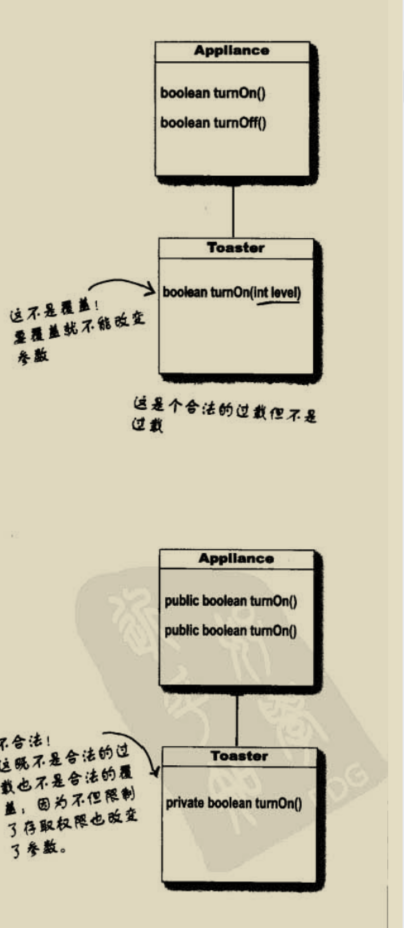 Appliance
boolean turnOn()
boolean turnOff()
Toaster
boolean turnOn(int level)
这不是覆盖！
要覆盖就不能改变
参数
这是个合法的过载但不是
过载
Appliance
public boolean turnOn()
public boolean turnOn()
不合法！
这既不是合法的过
载也不是合法的覆
盖，因为不但限制
了存取权限也改变
了参数。
Toaster
private boolean turnOn()